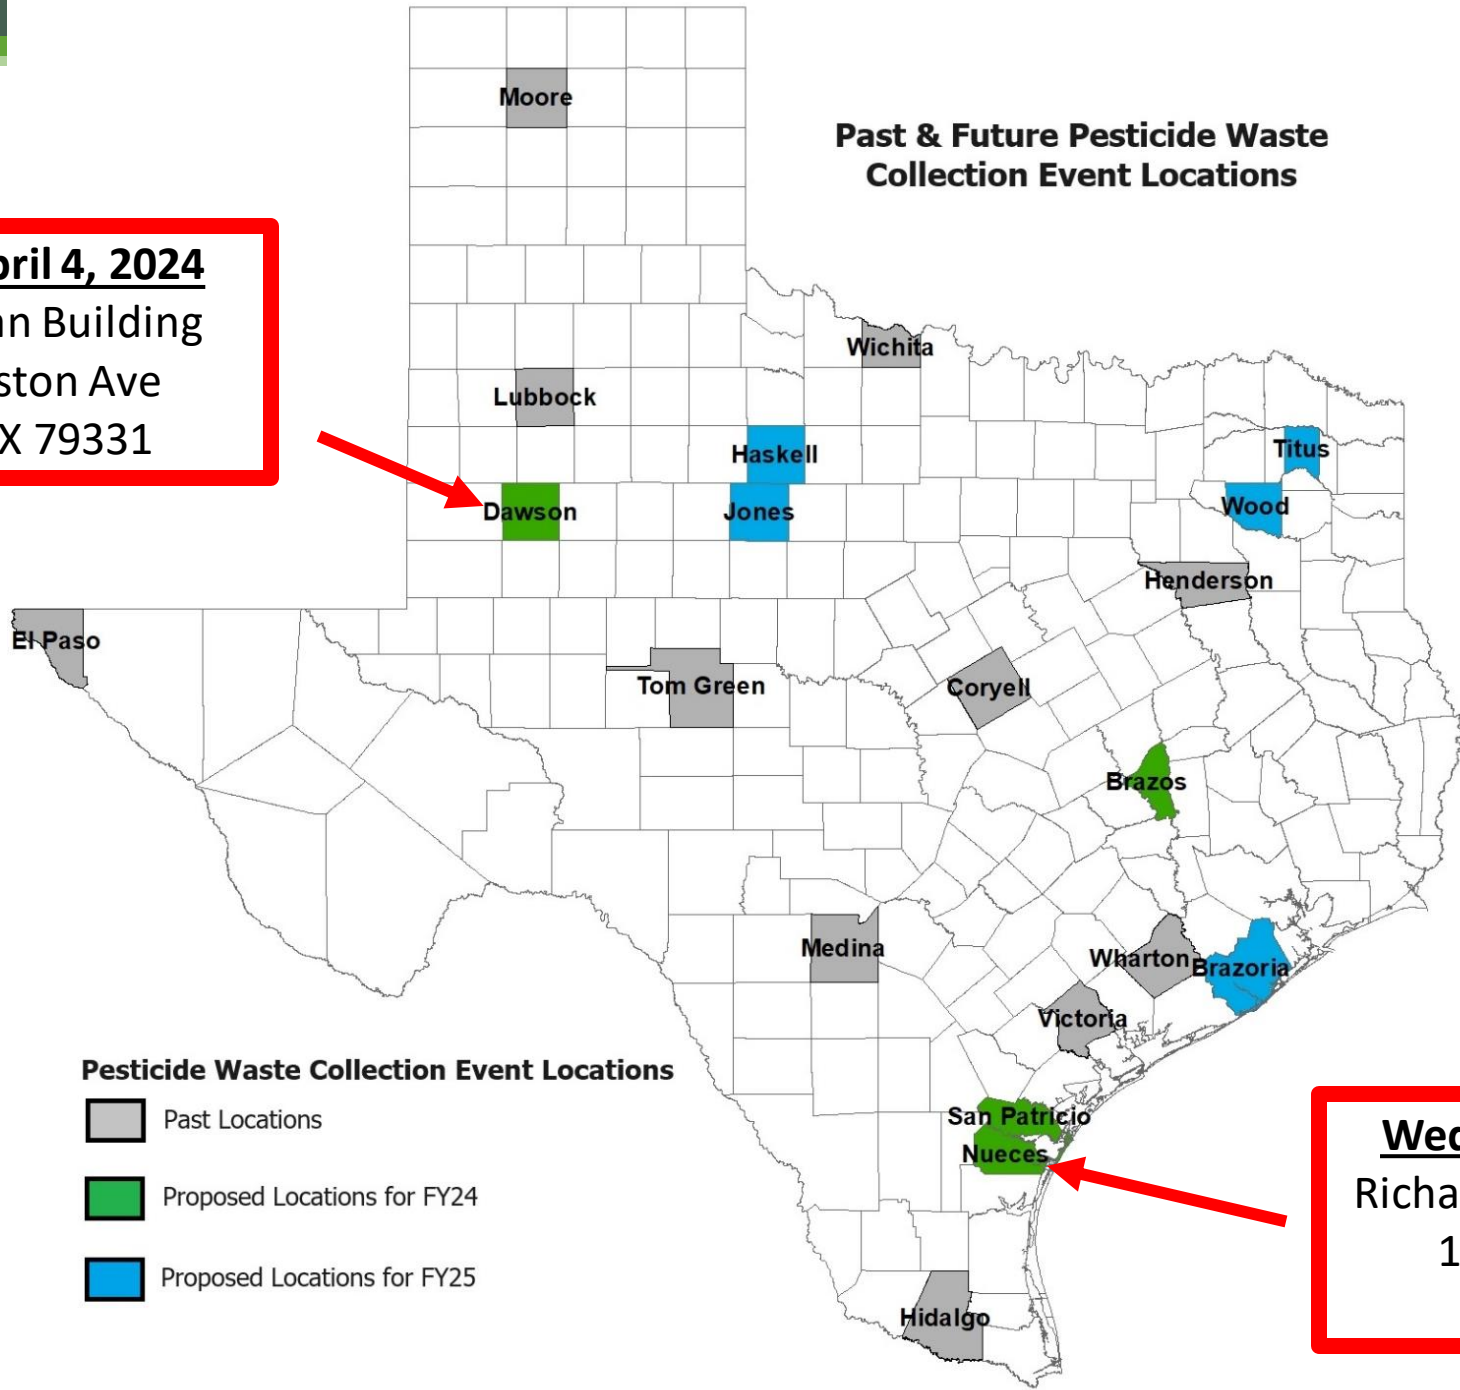 Past & Future Pesticide Waste
Collection Event Locations
Moore
pril 4, 2024
nn Building
ston Ave
X 79331
Wichita
Lubbock
Haskell
Titus
Dawson
Jones
Wood
Henderson
El Paso
Tom Green
Coryell
Brazos
Medina
Wharton
Brazoria
Victoria
Pesticide Waste Collection Event Locations
Past Locations
Proposed Locations for FY24
Proposed Locations for FY25
San Patricio
Nueces
Hidalgo
Wed
Richa
1